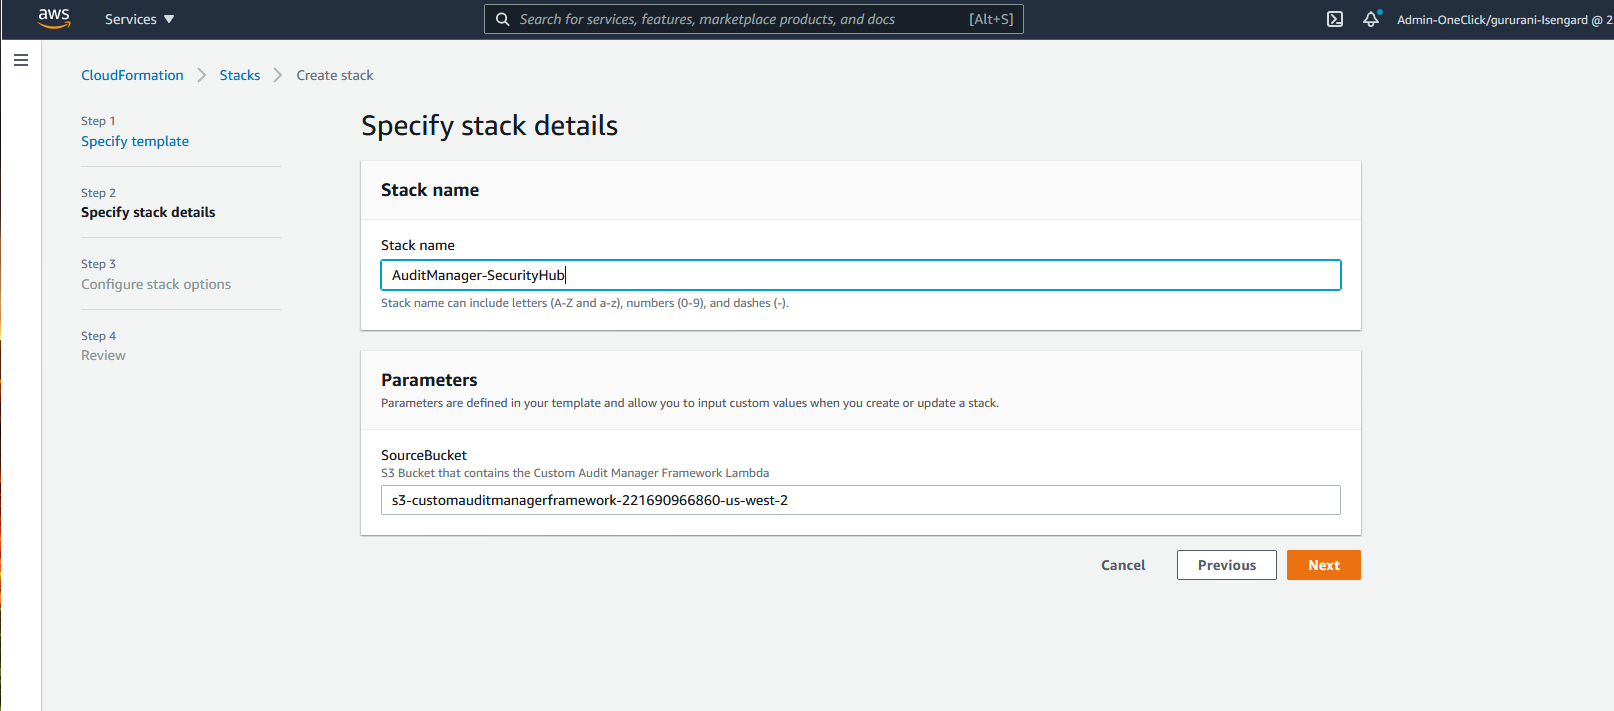 aws
Services
Search for services, features, marketplace products, and docs
[Alt+S]
Admin-OneClick/gururani-Isengard @ 2
CloudFormation
Stacks
Create stack
Step 1
Specify template
Step 2
Specify stack details
Step 3
Configure stack options
Step 4
Review
Specify stack details
Stack name
Stack name
AuditManager-SecurityHub
Stack name can include letters (A-Z and a-z), numbers (0-9), and dashes (-).
Parameters
Parameters are defined in your template and allow you to input custom values when you create or update a stack.
SourceBucket
S3 Bucket that contains the Custom Audit Manager Framework Lambda
s3-customauditmanagerframework-221690966860-us-west-2
Cancel
Previous
Next